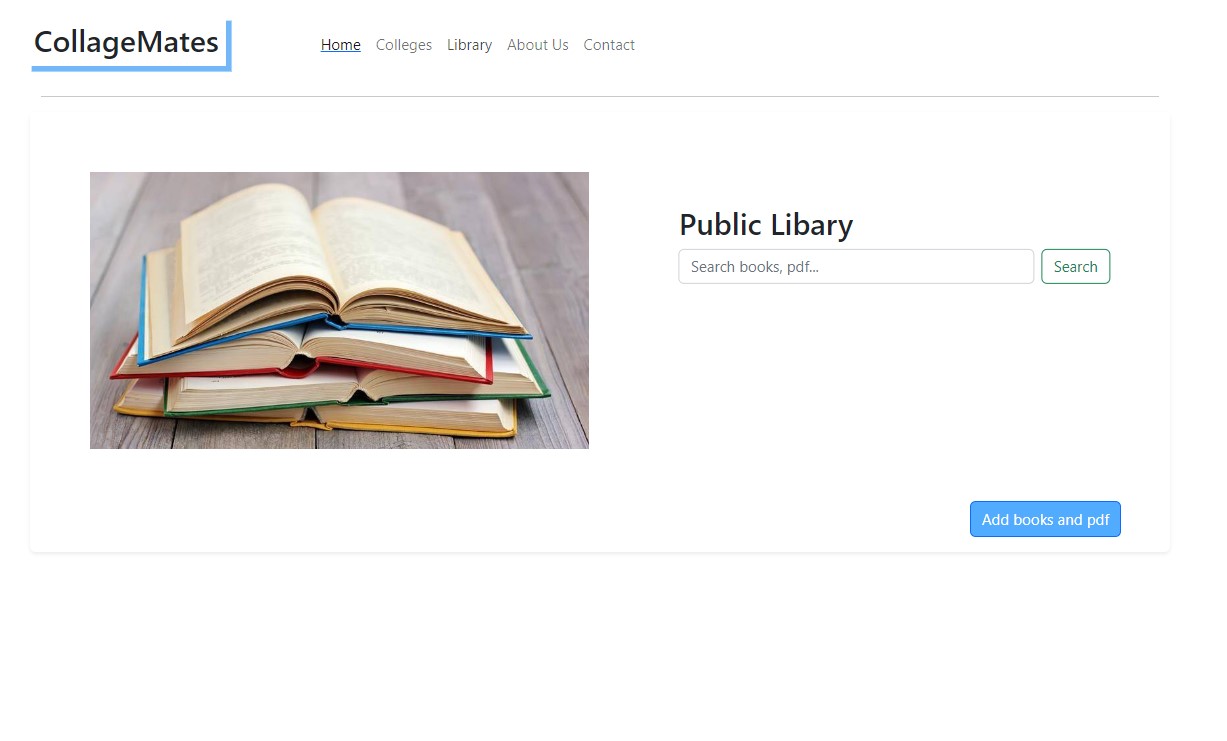 CollageMates
Home Colleges Library About Us Contact
Public Libary
Search books, pdf... Search
Add books and pdf